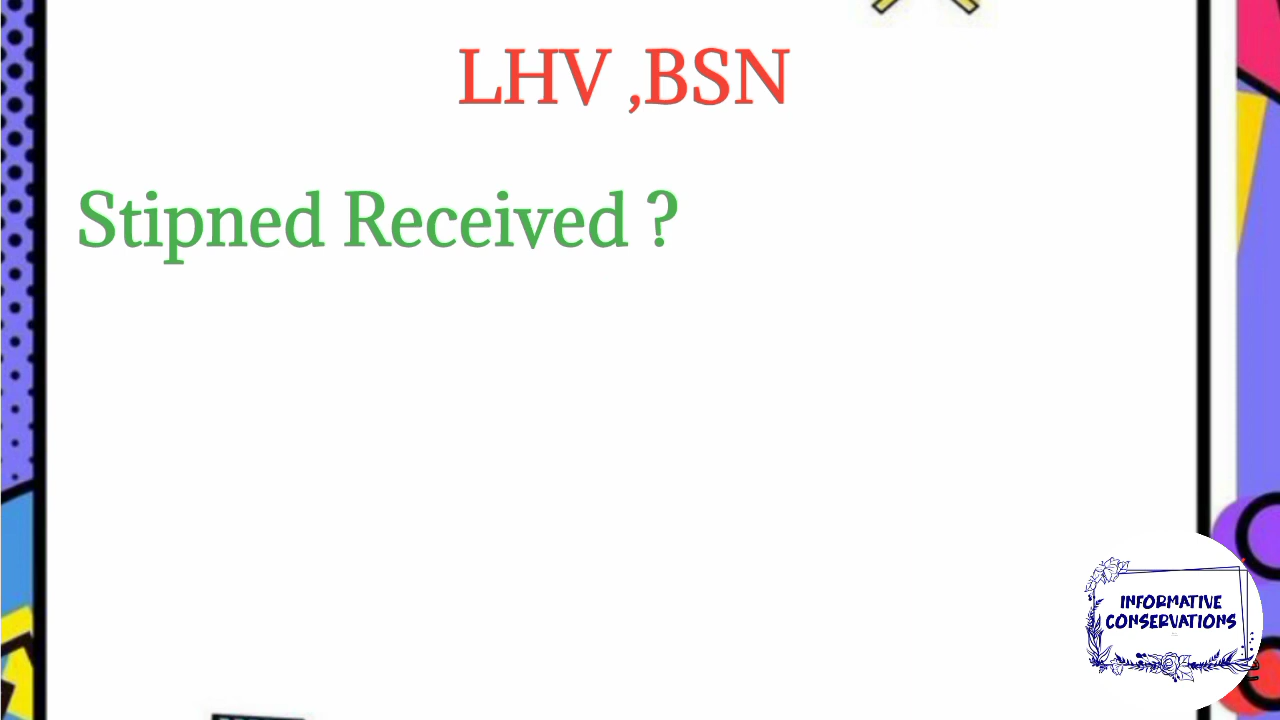 LHV ,BSN
Stipned Received ?
INFORMATIVE
CONSERVATIONS